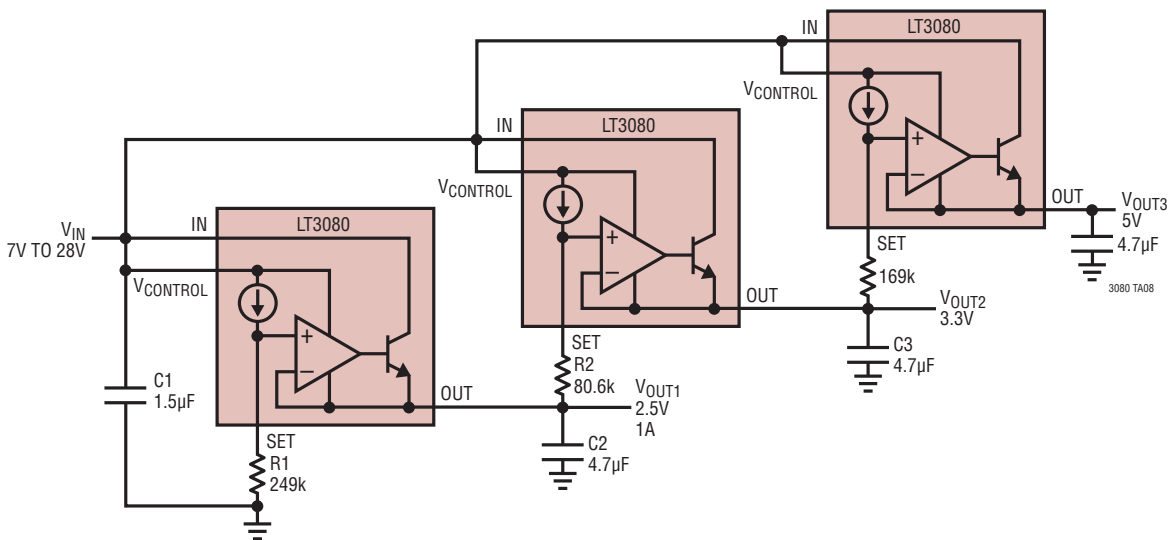 IN
LT3080
VCONTROL
+
−
OUT
VOUT3
5V
4.7µF
3080 TA08
SET
169k
IN
LT3080
VCONTROL
+
−
OUT
VOUT2
3.3V
C3
4.7µF
SET
R2
80.6k
VIN
7V TO 28V
IN
LT3080
VCONTROL
+
−
OUT
VOUT1
2.5V
1A
C2
4.7µF
C1
1.5µF
SET
R1
249k